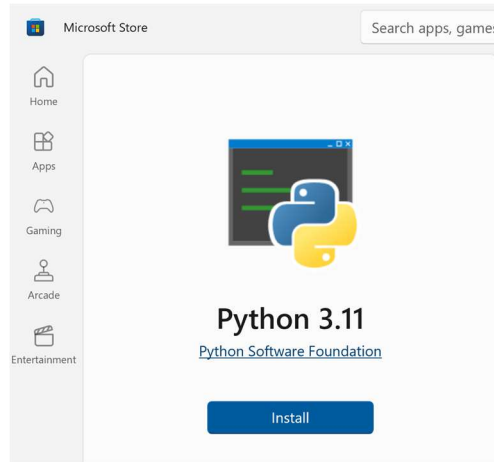 Microsoft Store
Search apps, games
Home
Apps
Gaming
Arcade
Entertainment
Python 3.11
Python Software Foundation
Install